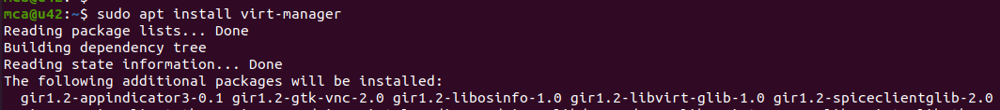 mca@u42:~$ sudo apt install virt-manager
Reading package lists... Done
Building dependency tree
Reading state information... Done
The following additional packages will be installed:
gir1.2-appindicator3-0.1 gir1.2-gtk-vnc-2.0 gir1.2-libosinfo-1.0 gir1.2-libvirt-glib-1.0 gir1.2-spiceclientglib-2.0